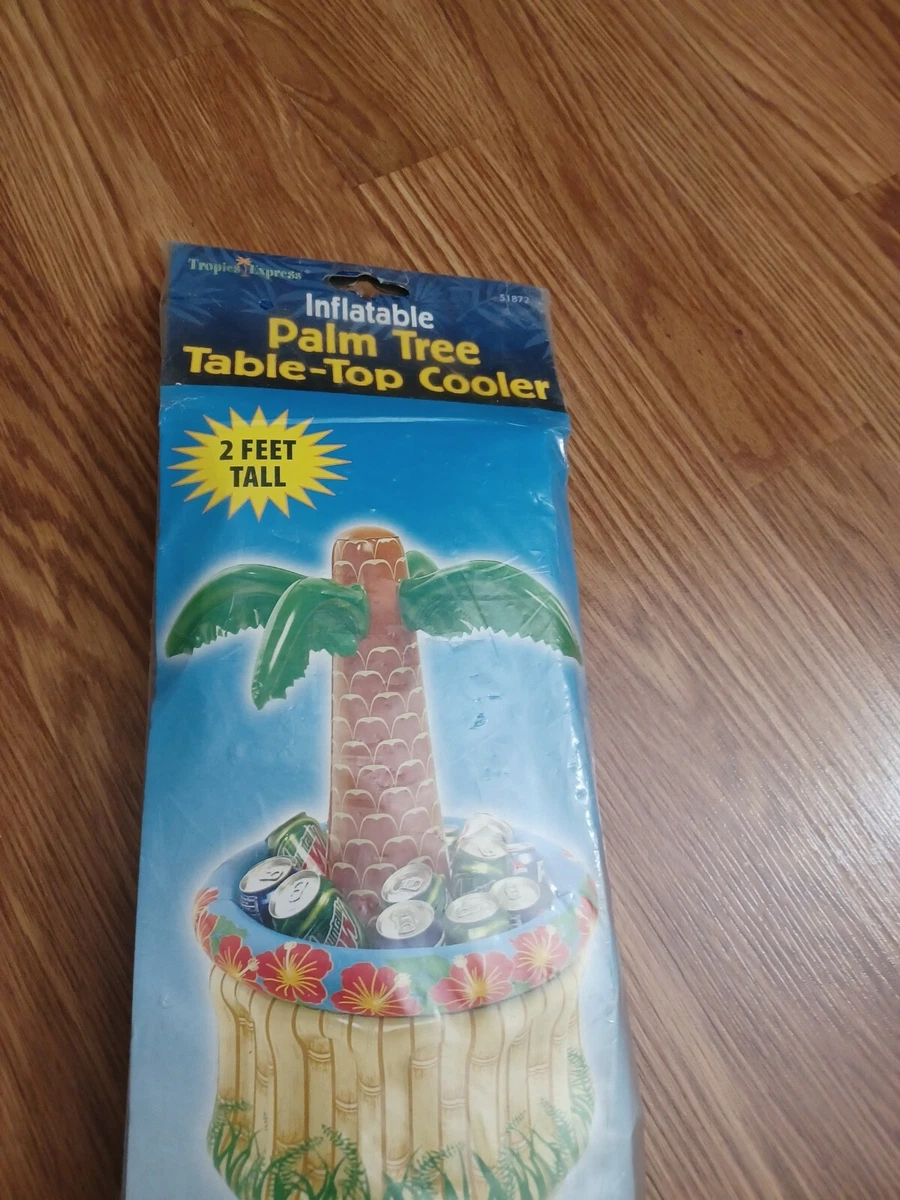 Tropics Express
51872
Inflatable
Palm Tree
Table-Top Cooler
2 FEET
TALL